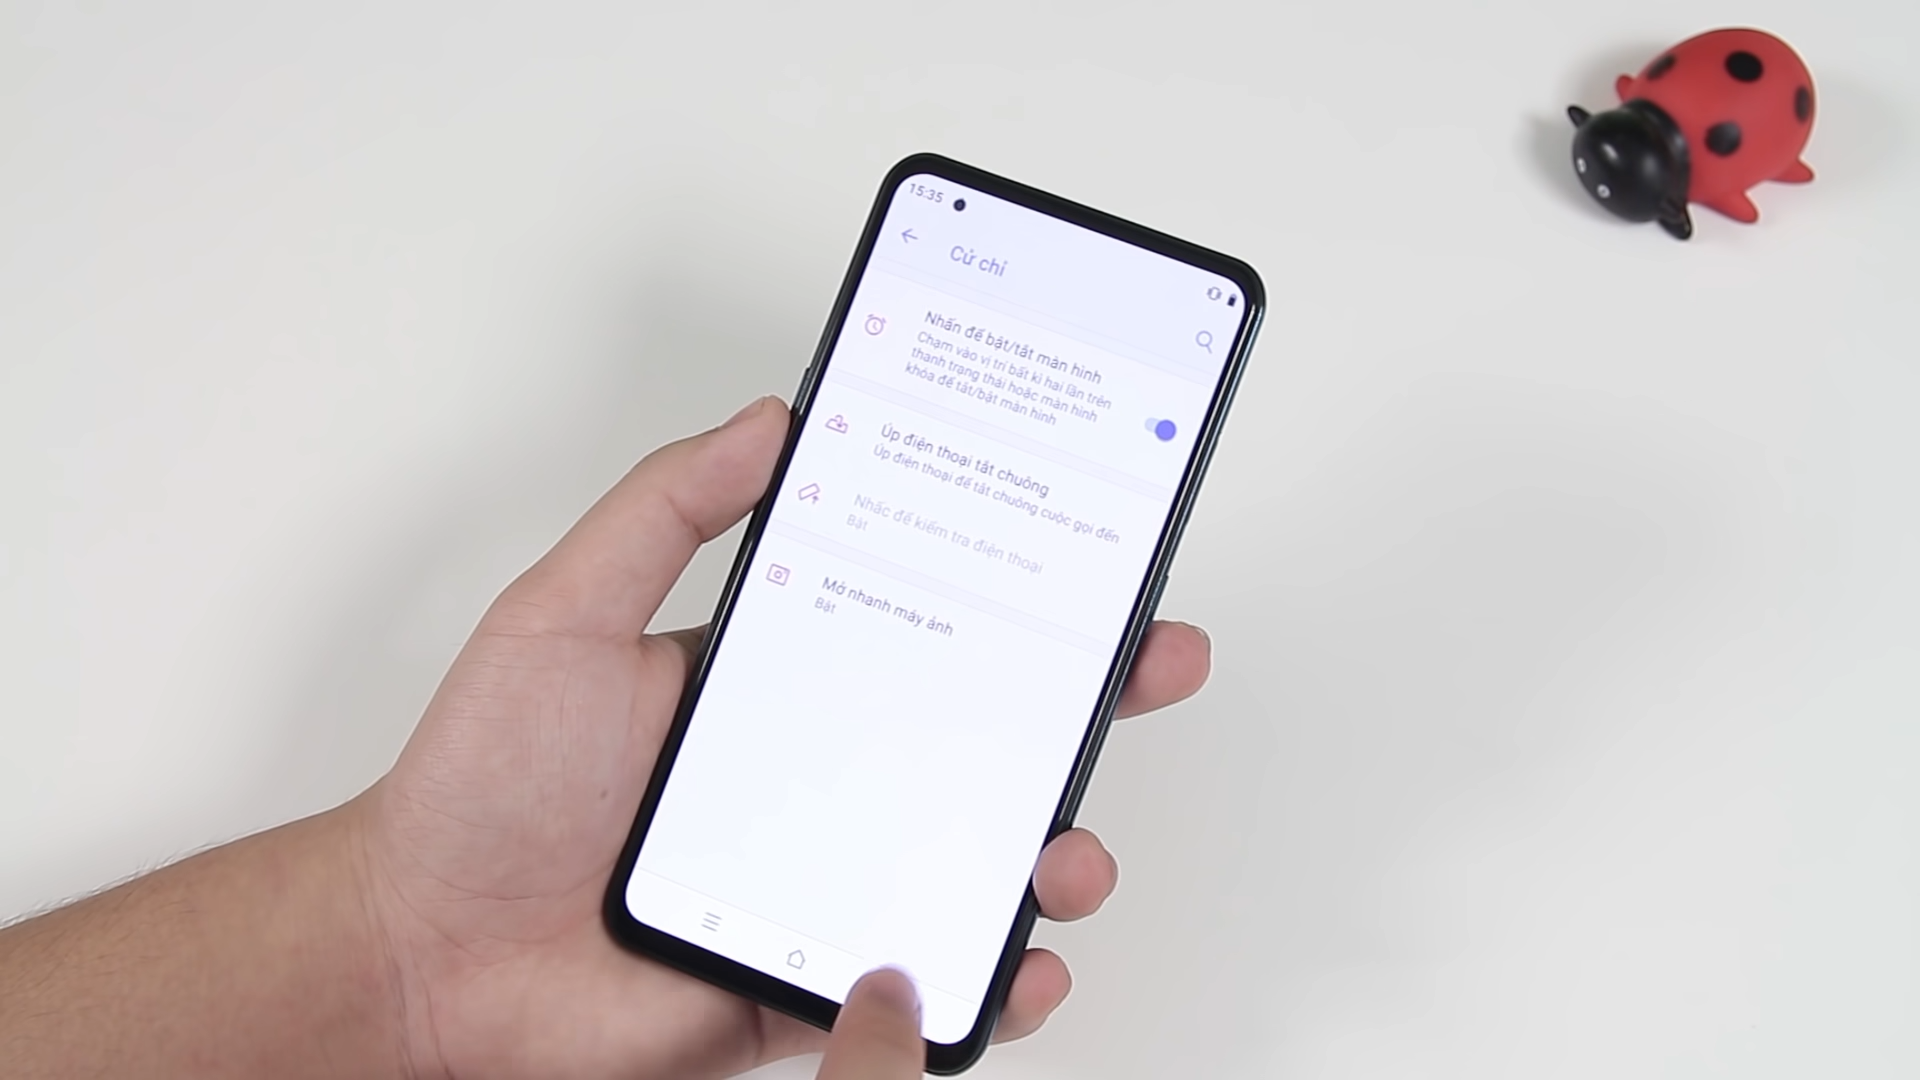 15:35
Cử chỉ
Nhấn để bật/tắt màn hình
Chạm vào vị trí bất kì hai lần trên
thanh trạng thái hoặc màn hình
khóa để tắt/bật màn hình
Úp điện thoại tắt chuông
Úp điện thoại để tắt chuông cuộc gọi đến
Nhấc để kiểm tra điện thoại
Bật
Mở nhanh máy ảnh
Bật